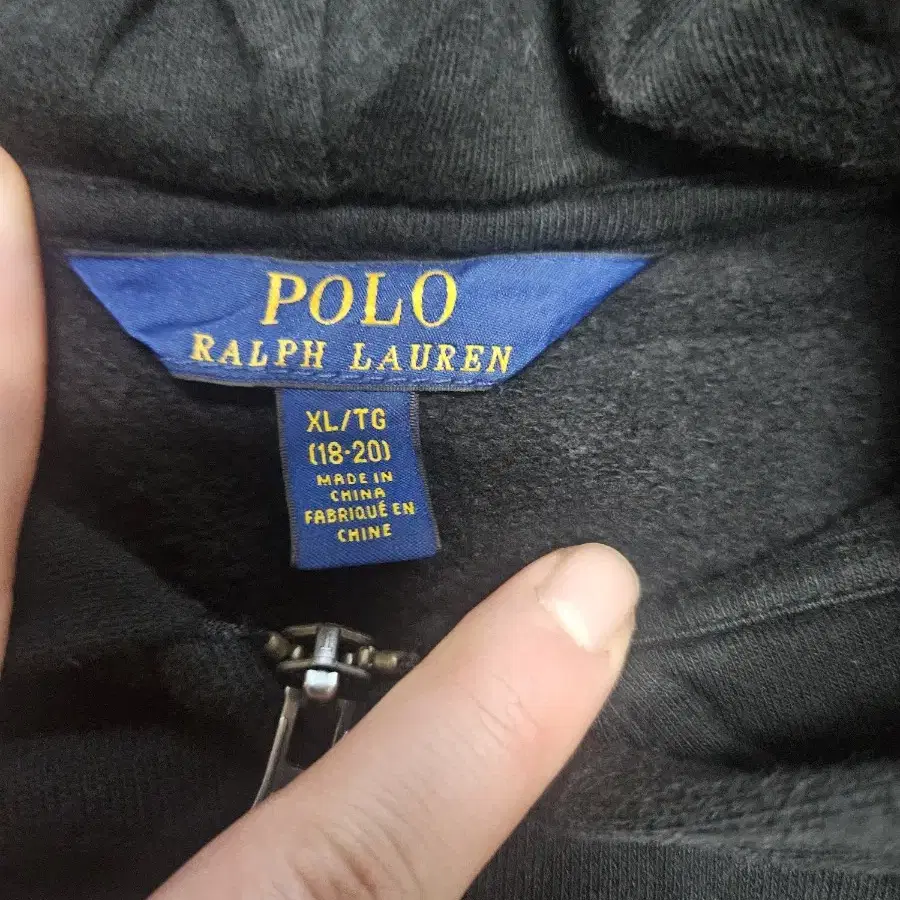 POLO
RALPH LAUREN
XL/TG
(18-20)
MADE IN
CHINA
FABRIQUÉ EN
CHINE